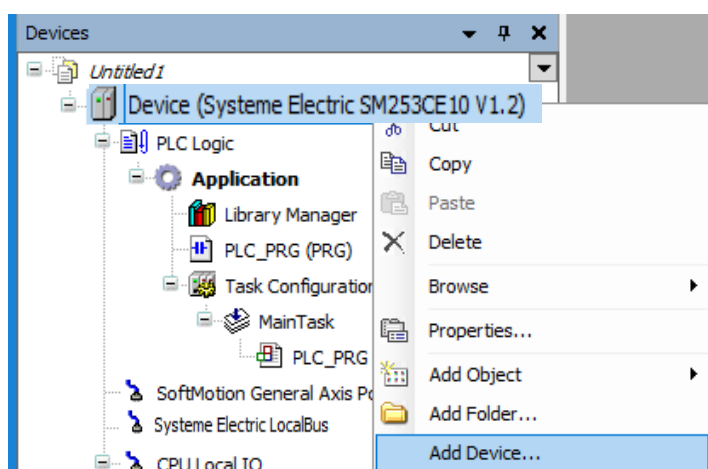 Devices
Untitled1
Device (Systeme Electric SM253CE10 V1.2)
PLC Logic
Application
Library Manager
PLC_PRG (PRG)
Task Configuration
MainTask
PLC_PRG
SoftMotion General Axis Po
Systeme Electric LocalBus
CPU Local IO
Cut
Copy
Paste
Delete
Browse
Properties...
Add Object
Add Folder...
Add Device...